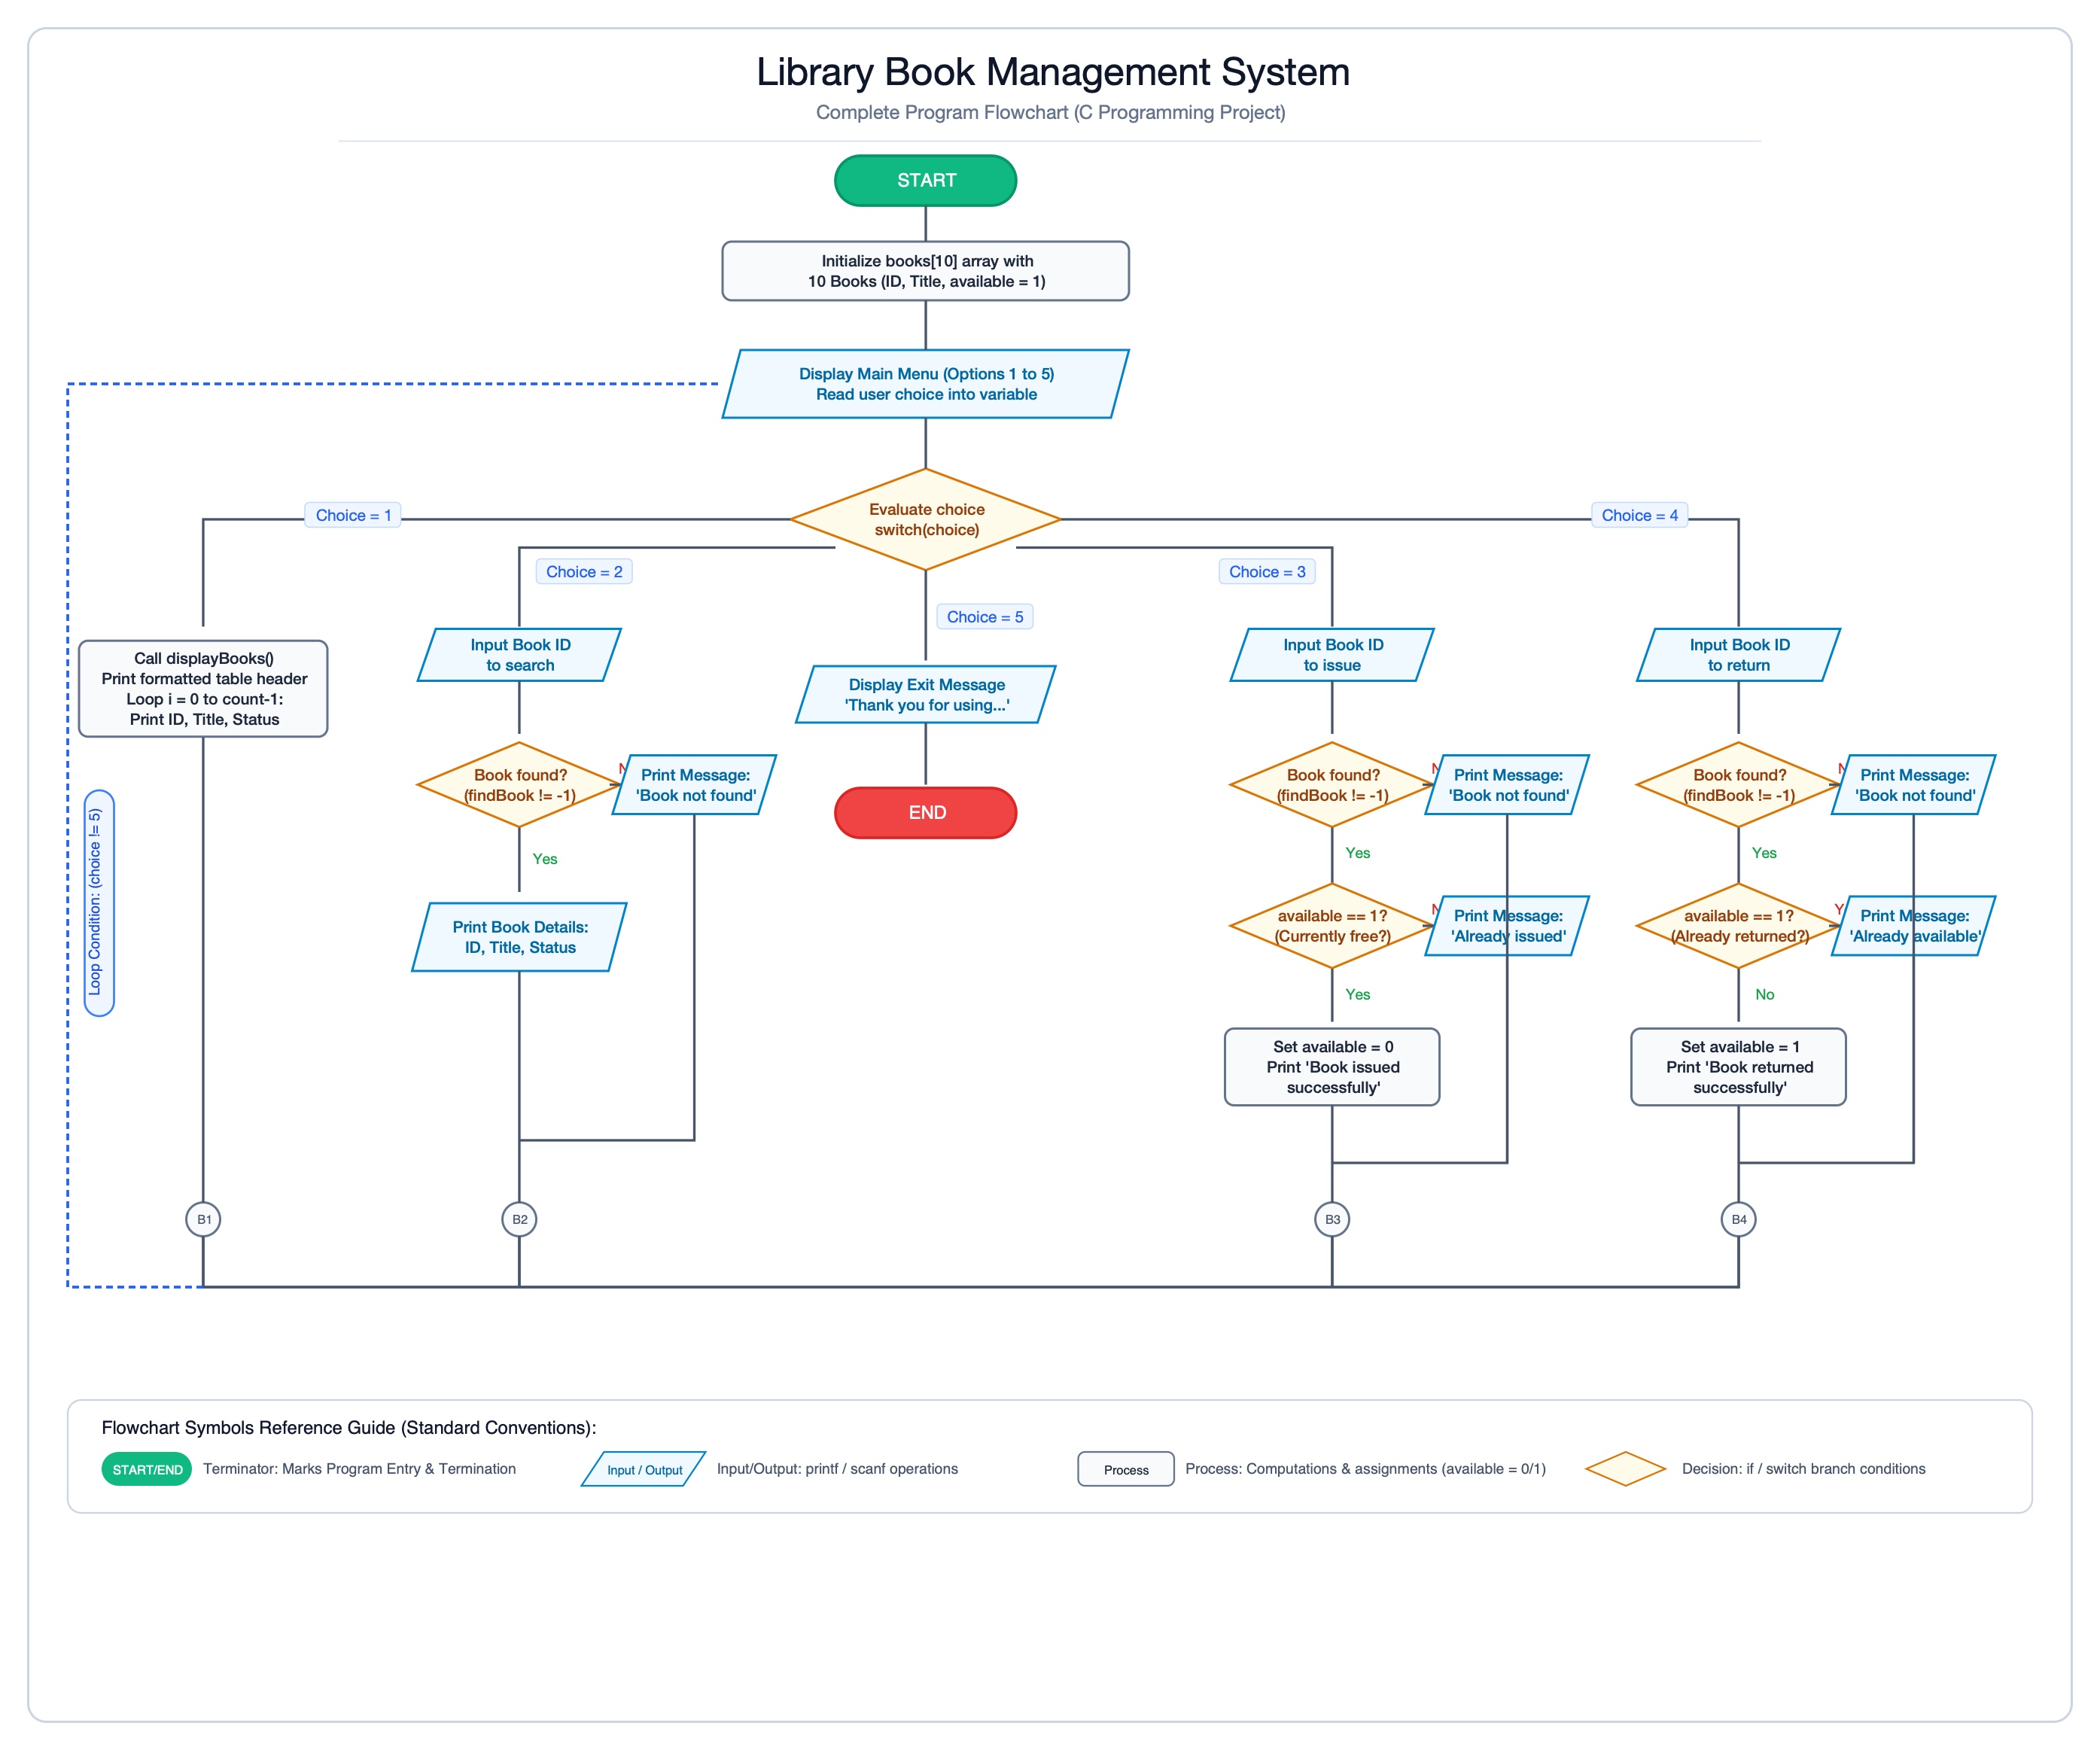 Library Book Management System
Complete Program Flowchart (C Programming Project)
START
Initialize books[10] array with
10 Books (ID, Title, available = 1)
Display Main Menu (Options 1 to 5)
Read user choice into variable
Evaluate choice
switch(choice)
Choice = 1
Choice = 4
Choice = 2
Choice = 3
Choice = 5
Call displayBooks()
Print formatted table header
Loop i = 0 to count-1:
Print ID, Title, Status
Input Book ID
to search
Book found?
(findBook != -1)
Print Message:
'Book not found'
Yes
Print Book Details:
ID, Title, Status
Display Exit Message
'Thank you for using...'
END
Input Book ID
to issue
Book found?
(findBook != -1)
Print Message:
'Book not found'
Yes
available == 1?
(Currently free?)
Print Message:
'Already issued'
Yes
Set available = 0
Print 'Book issued
successfully'
Input Book ID
to return
Book found?
(findBook != -1)
Print Message:
'Book not found'
Yes
available == 1?
(Already returned?)
Print Message:
'Already available'
No
Set available = 1
Print 'Book returned
successfully'
Loop Condition: (choice != 5)
B1
B2
B3
B4
Flowchart Symbols Reference Guide (Standard Conventions):
START/END
Terminator: Marks Program Entry & Termination
Input / Output
Input/Output: printf / scanf operations
Process
Process: Computations & assignments (available = 0/1)
Decision: if / switch branch conditions